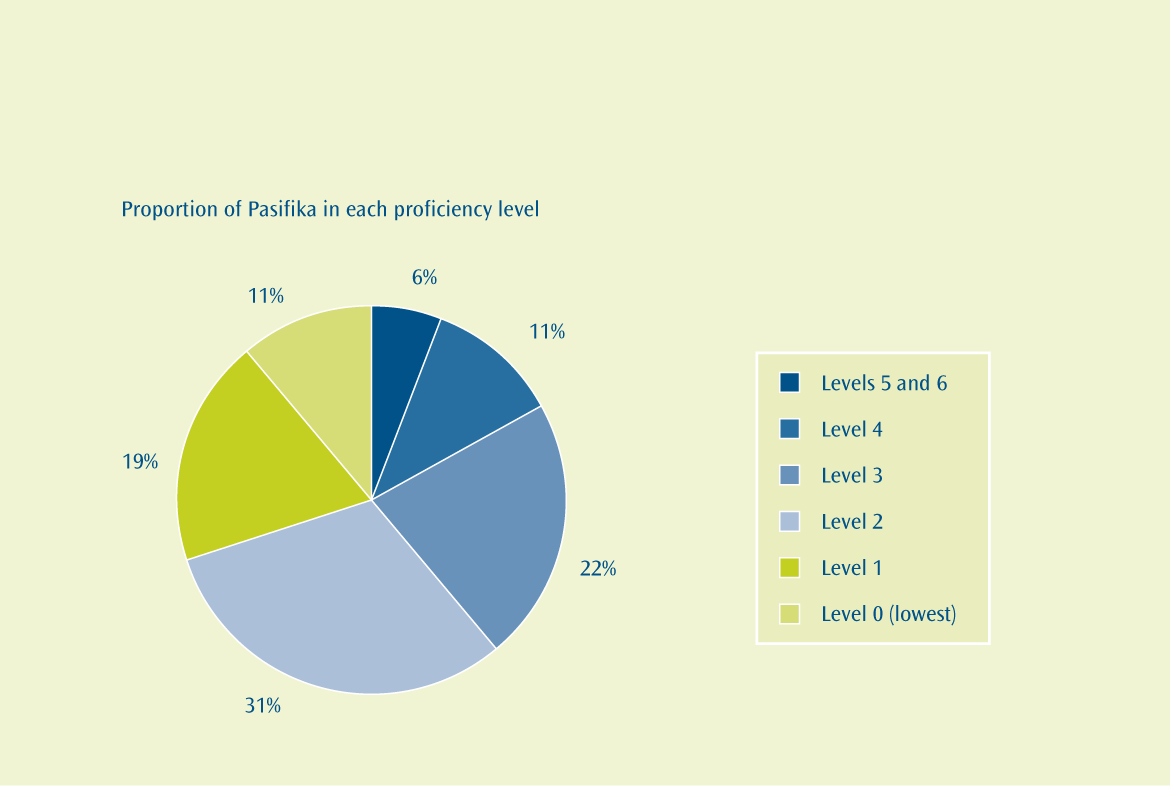 Proportion of Pasifika in each proficiency level
6%
11%
11%
19%
22%
31%
Levels 5 and 6
Level 4
Level 3
Level 2
Level 1
Level 0 (lowest)